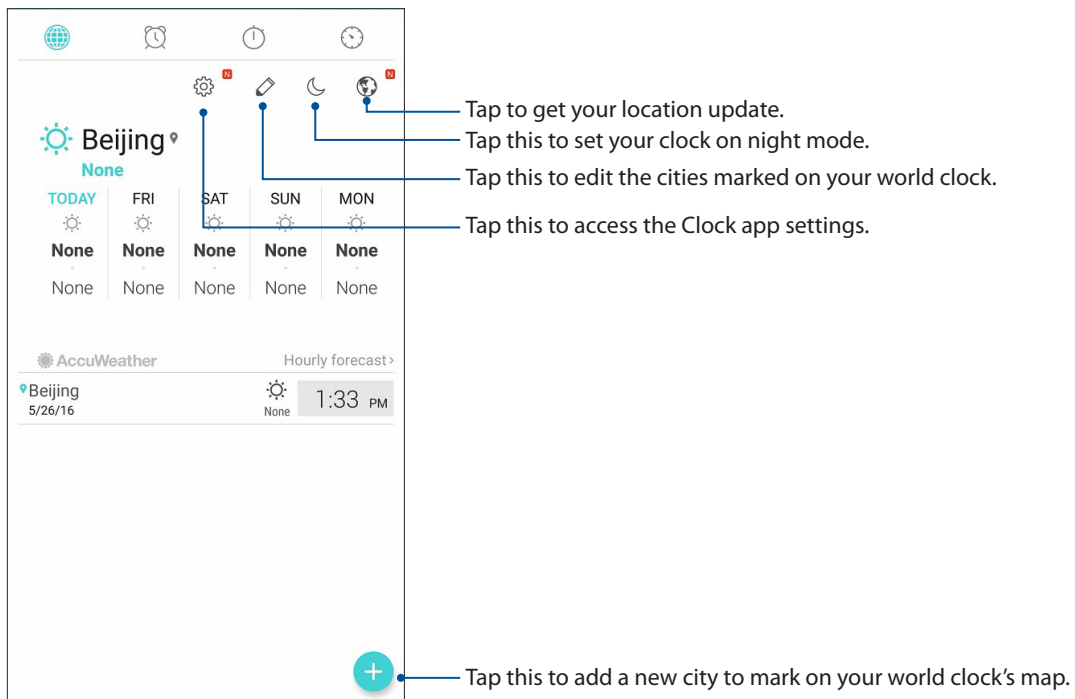 N
N
Tap to get your location update.
Tap this to set your clock on night mode.
Beijing
None
Tap this to edit the cities marked on your world clock.
TODAY FRI SAT SUN MON
Tap this to access the Clock app settings.
None None None None None
None None None None None
AccuWeather Hourly forecast >
Beijing
5/26/16
None
1:33 PM
Tap this to add a new city to mark on your world clock’s map.